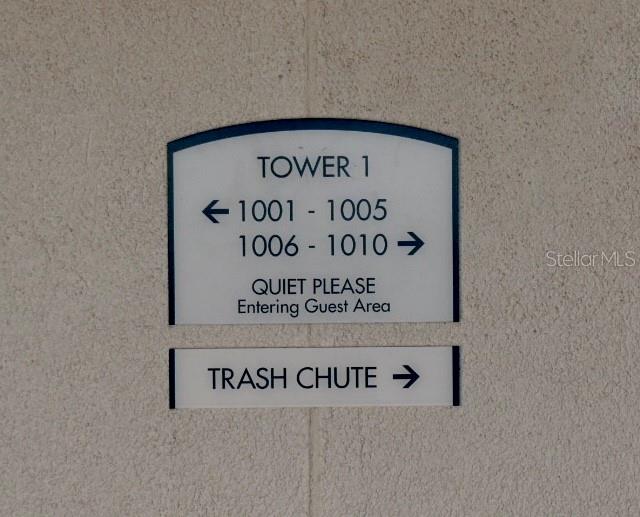 TOWER 1
← 1001 - 1005
1006 - 1010 →
QUIET PLEASE
Entering Guest Area
StellarMLS
TRASH CHUTE →